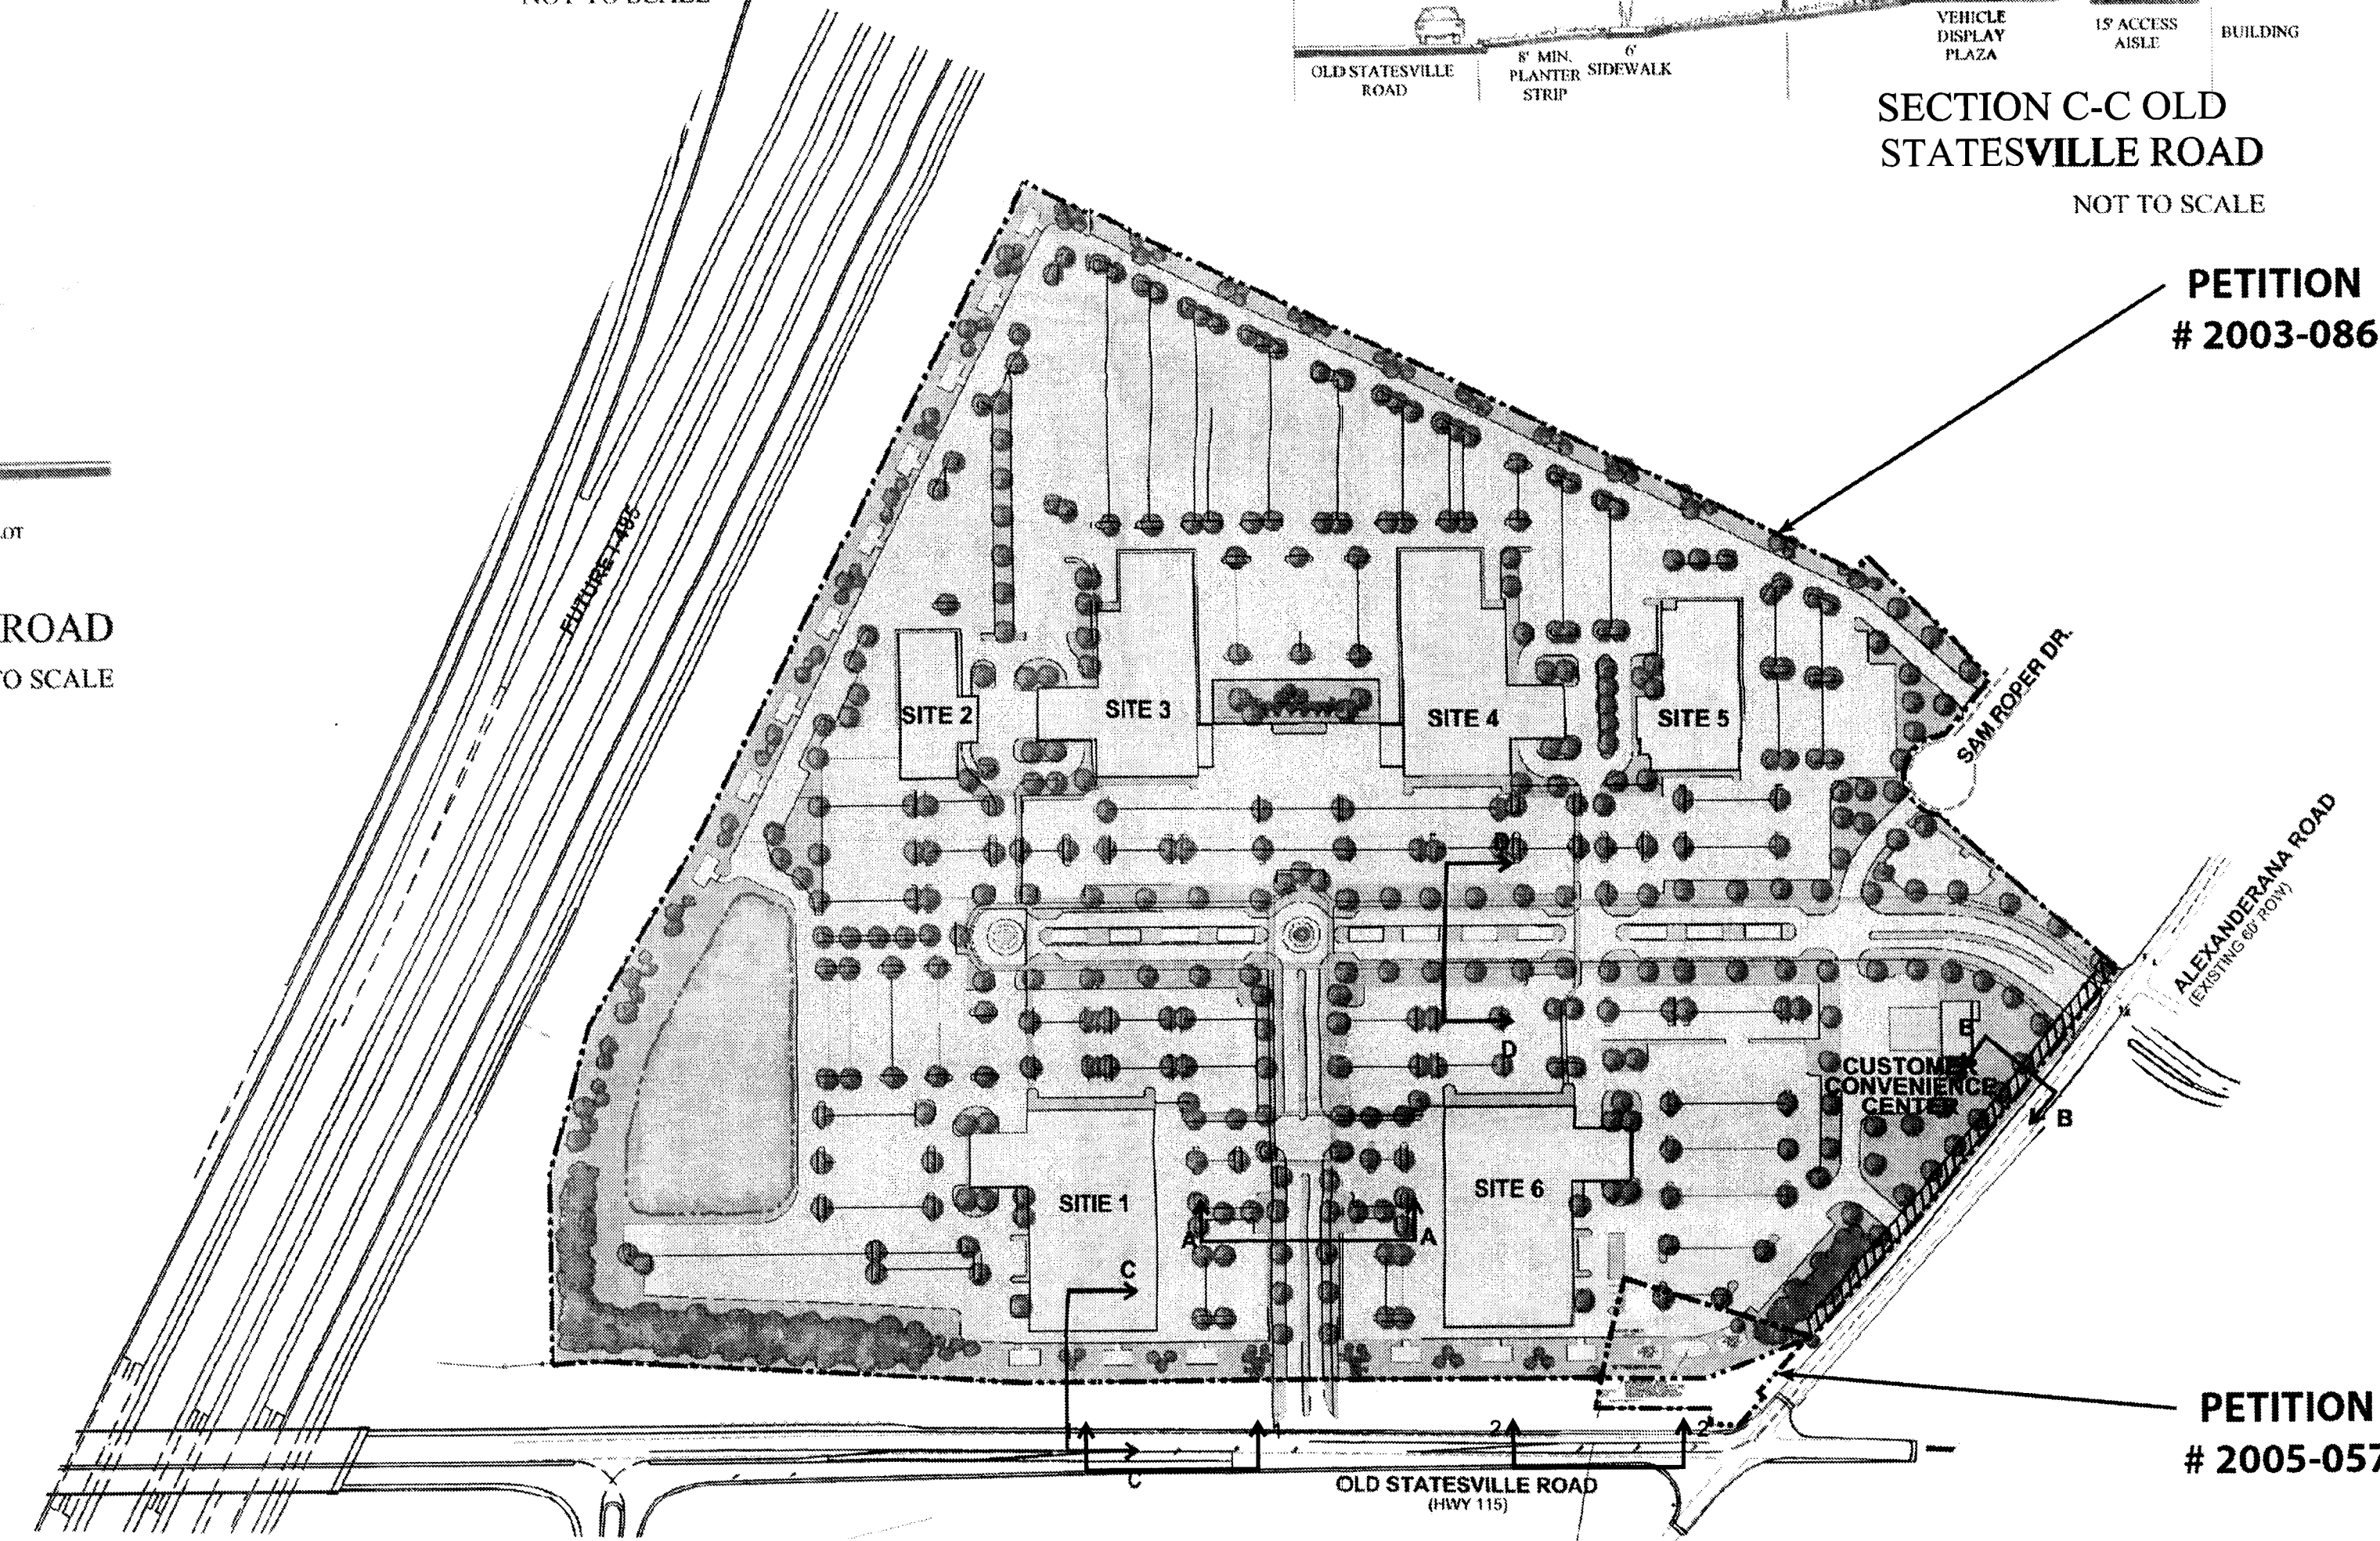 NOT TO SCALE
VEHICLE
DISPLAY
PLAZA
15' ACCESS
AISLE
BUILDING
OLD STATESVILLE
ROAD
8' MIN.
PLANTER
STRIP
6'
SIDEWALK
SECTION C-C OLD
STATESVILLE ROAD
NOT TO SCALE
PETITION
# 2003-086
LOT
ROAD
TO SCALE
FUTURE I-495
SITE 2
SITE 3
SITE 4
SITE 5
SAM ROPER DR.
ALEXANDERANA ROAD
(EXISTING 60' ROW)
D
D
B
CUSTOMER
CONVENIENCE
CENTER
B
SITIE 1
SITE 6
A
A
C
C
1
2
2
OLD STATESVILLE ROAD
(HWY 115)
PETITION
# 2005-057